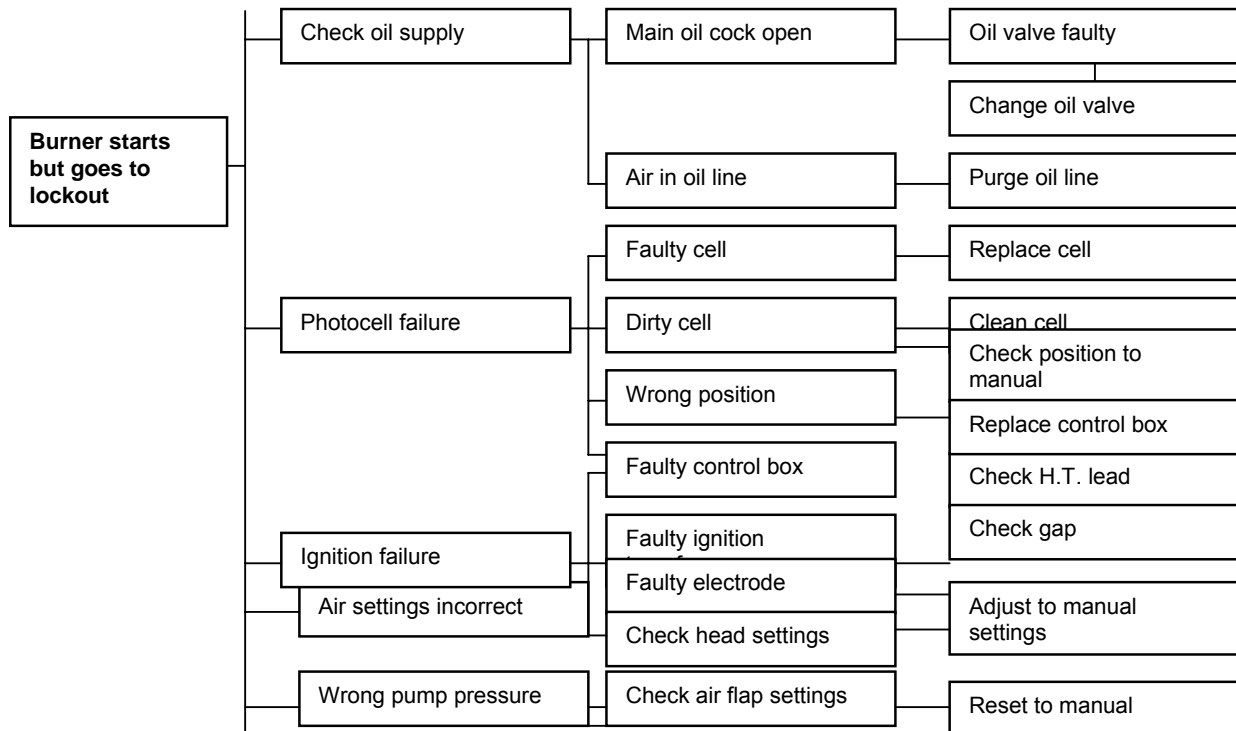 Check oil supply
Main oil cock open
Oil valve faulty
Change oil valve
Burner starts
but goes to
lockout
Air in oil line
Purge oil line
Faulty cell
Replace cell
Photocell failure
Dirty cell
Clean cell
Check position to
manual
Wrong position
Replace control box
Faulty control box
Check H.T. lead
Check gap
Faulty ignition
Ignition failure
Faulty electrode
Air settings incorrect
Adjust to manual
settings
Check head settings
Wrong pump pressure
Check air flap settings
Reset to manual